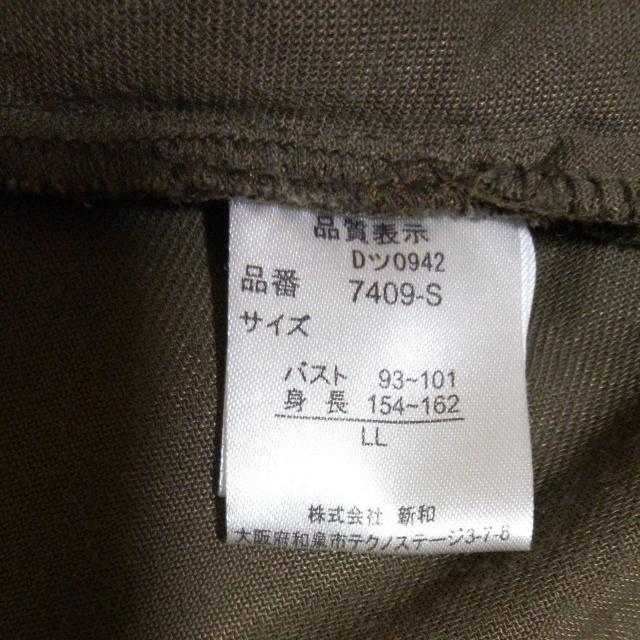 品質表示
Dツ0942
品番 7409-S
サイズ
バスト 93~101
身長 154~162
LL
株式会社 新和
大阪府和泉市テクノステージ3-7-6